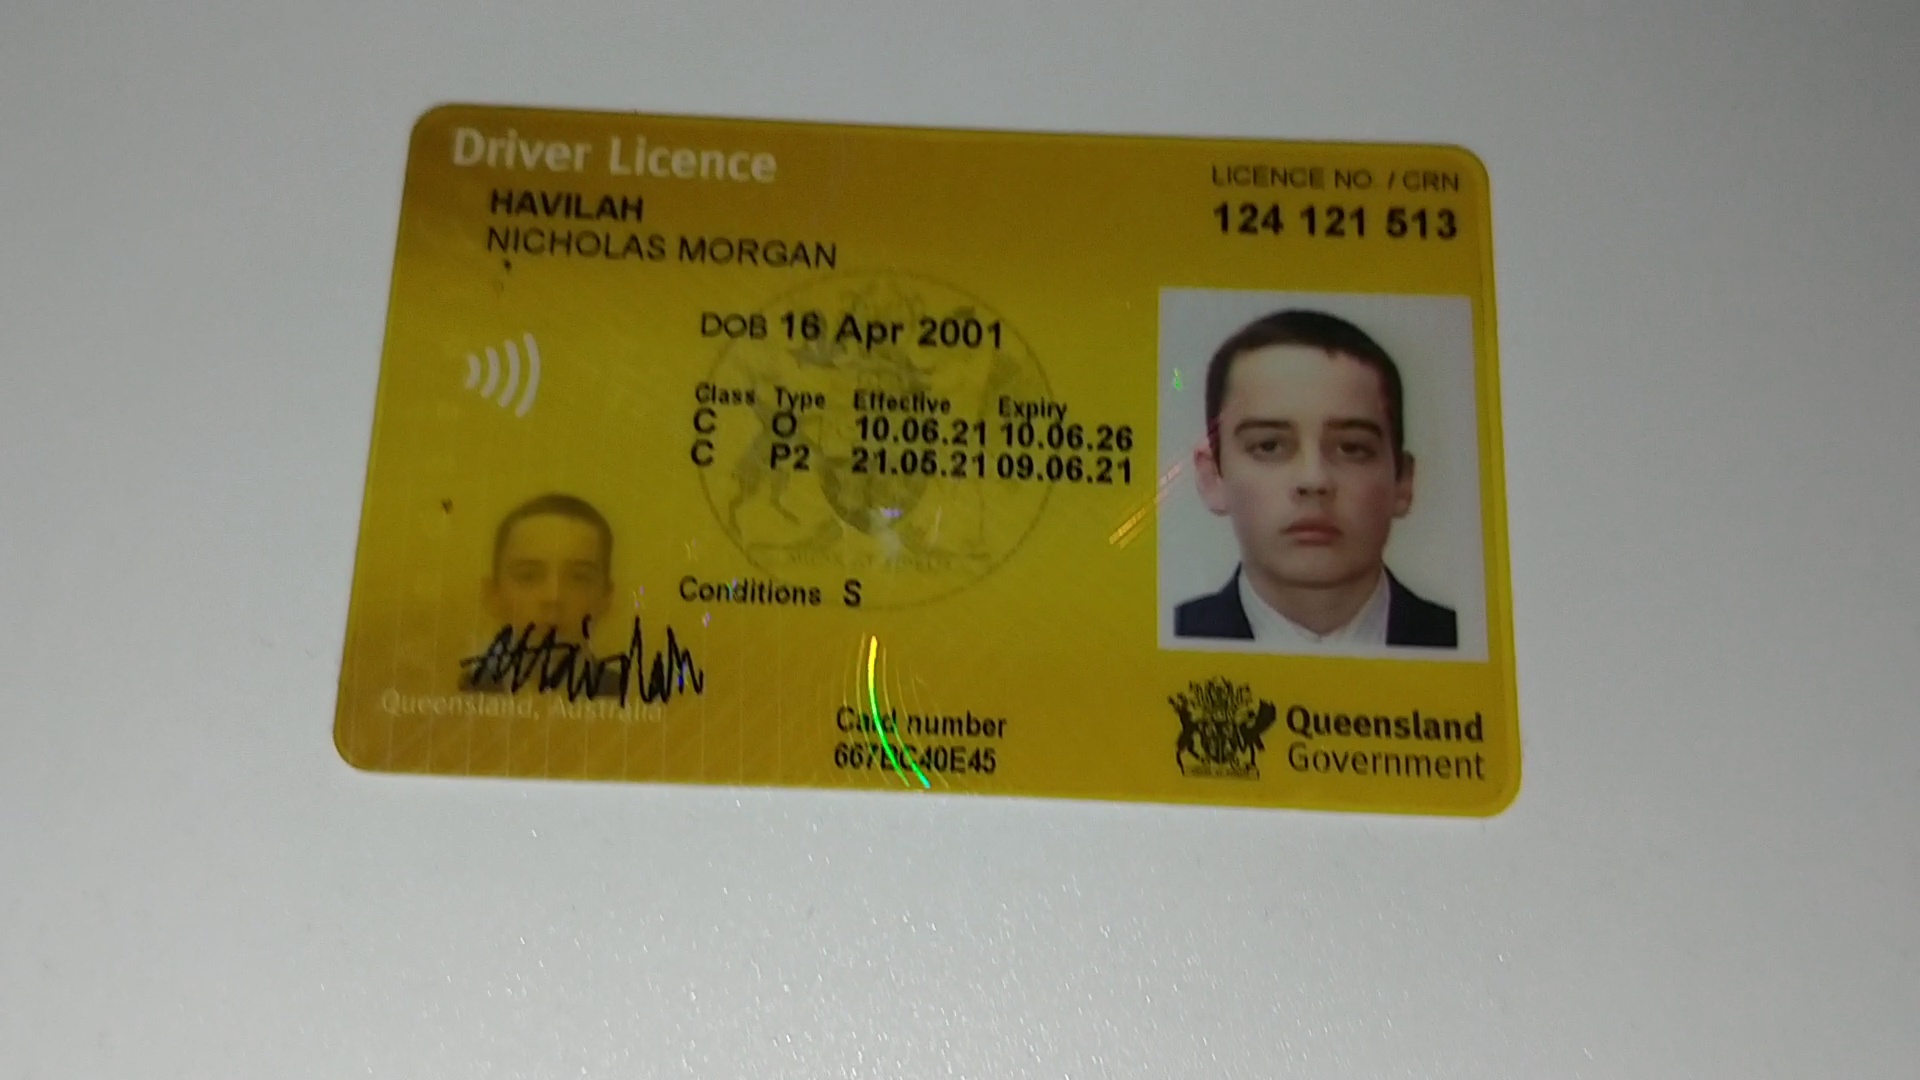 Driver Licence
HAVILAH
NICHOLAS MORGAN
LICENCE NO. / CRN
124 121 513
DOB 16 Apr 2001
Class Type Effective Expiry
C O 10.06.21 10.06.26
C P2 21.05.21 09.06.21
Conditions S
Queensland, Australia
Card number
667BC40E45
Queensland
Government